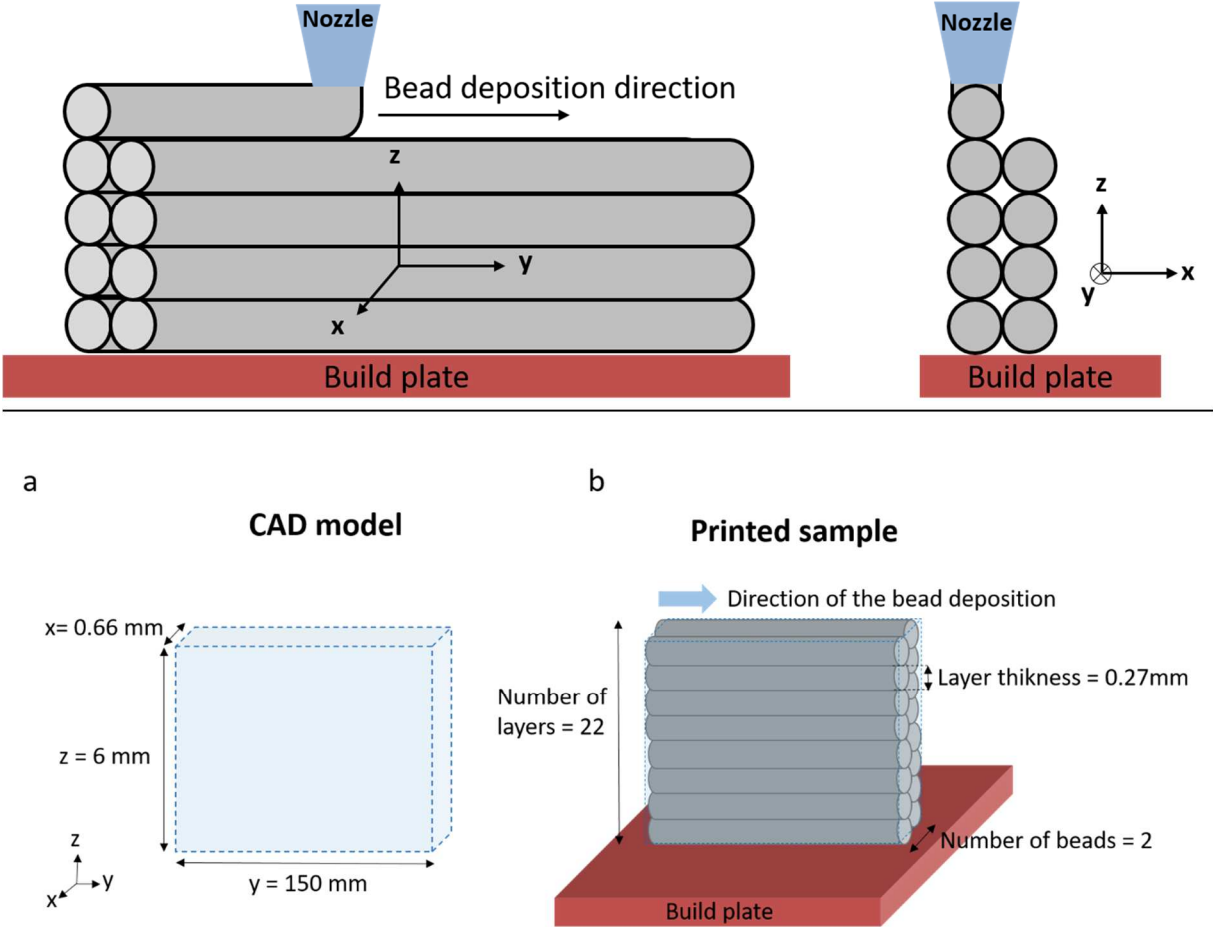 Nozzle
Nozzle
Bead deposition direction
z
y
x
z
x
y
Build plate
Build plate
a
b
CAD model
Printed sample
x= 0.66 mm
Direction of the bead deposition
Layer thikness = 0.27mm
Number of
layers = 22
z = 6 mm
z
y
x
y = 150 mm
Number of beads = 2
Build plate